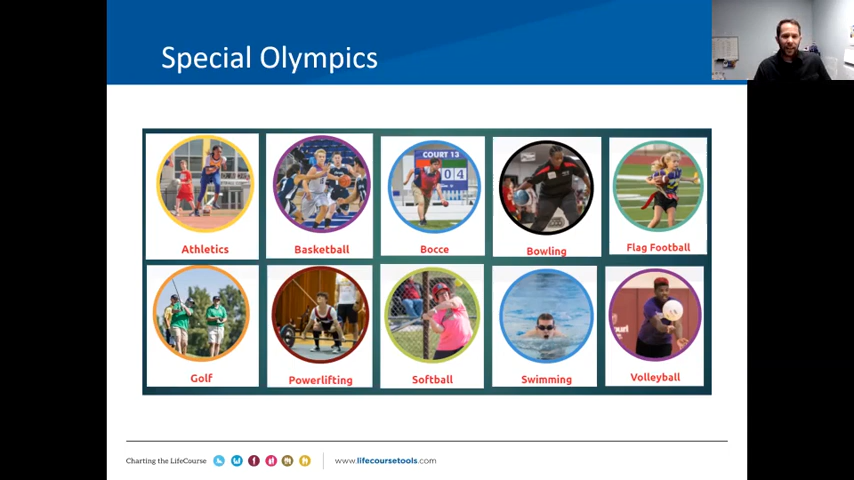 Special Olympics
COURT 13
04
Athletics
Basketball
Bocce
Bowling
Flag Football
Golf
Powerlifting
Softball
Swimming
Volleyball
Charting the LifeCourse
www.lifecoursetools.com